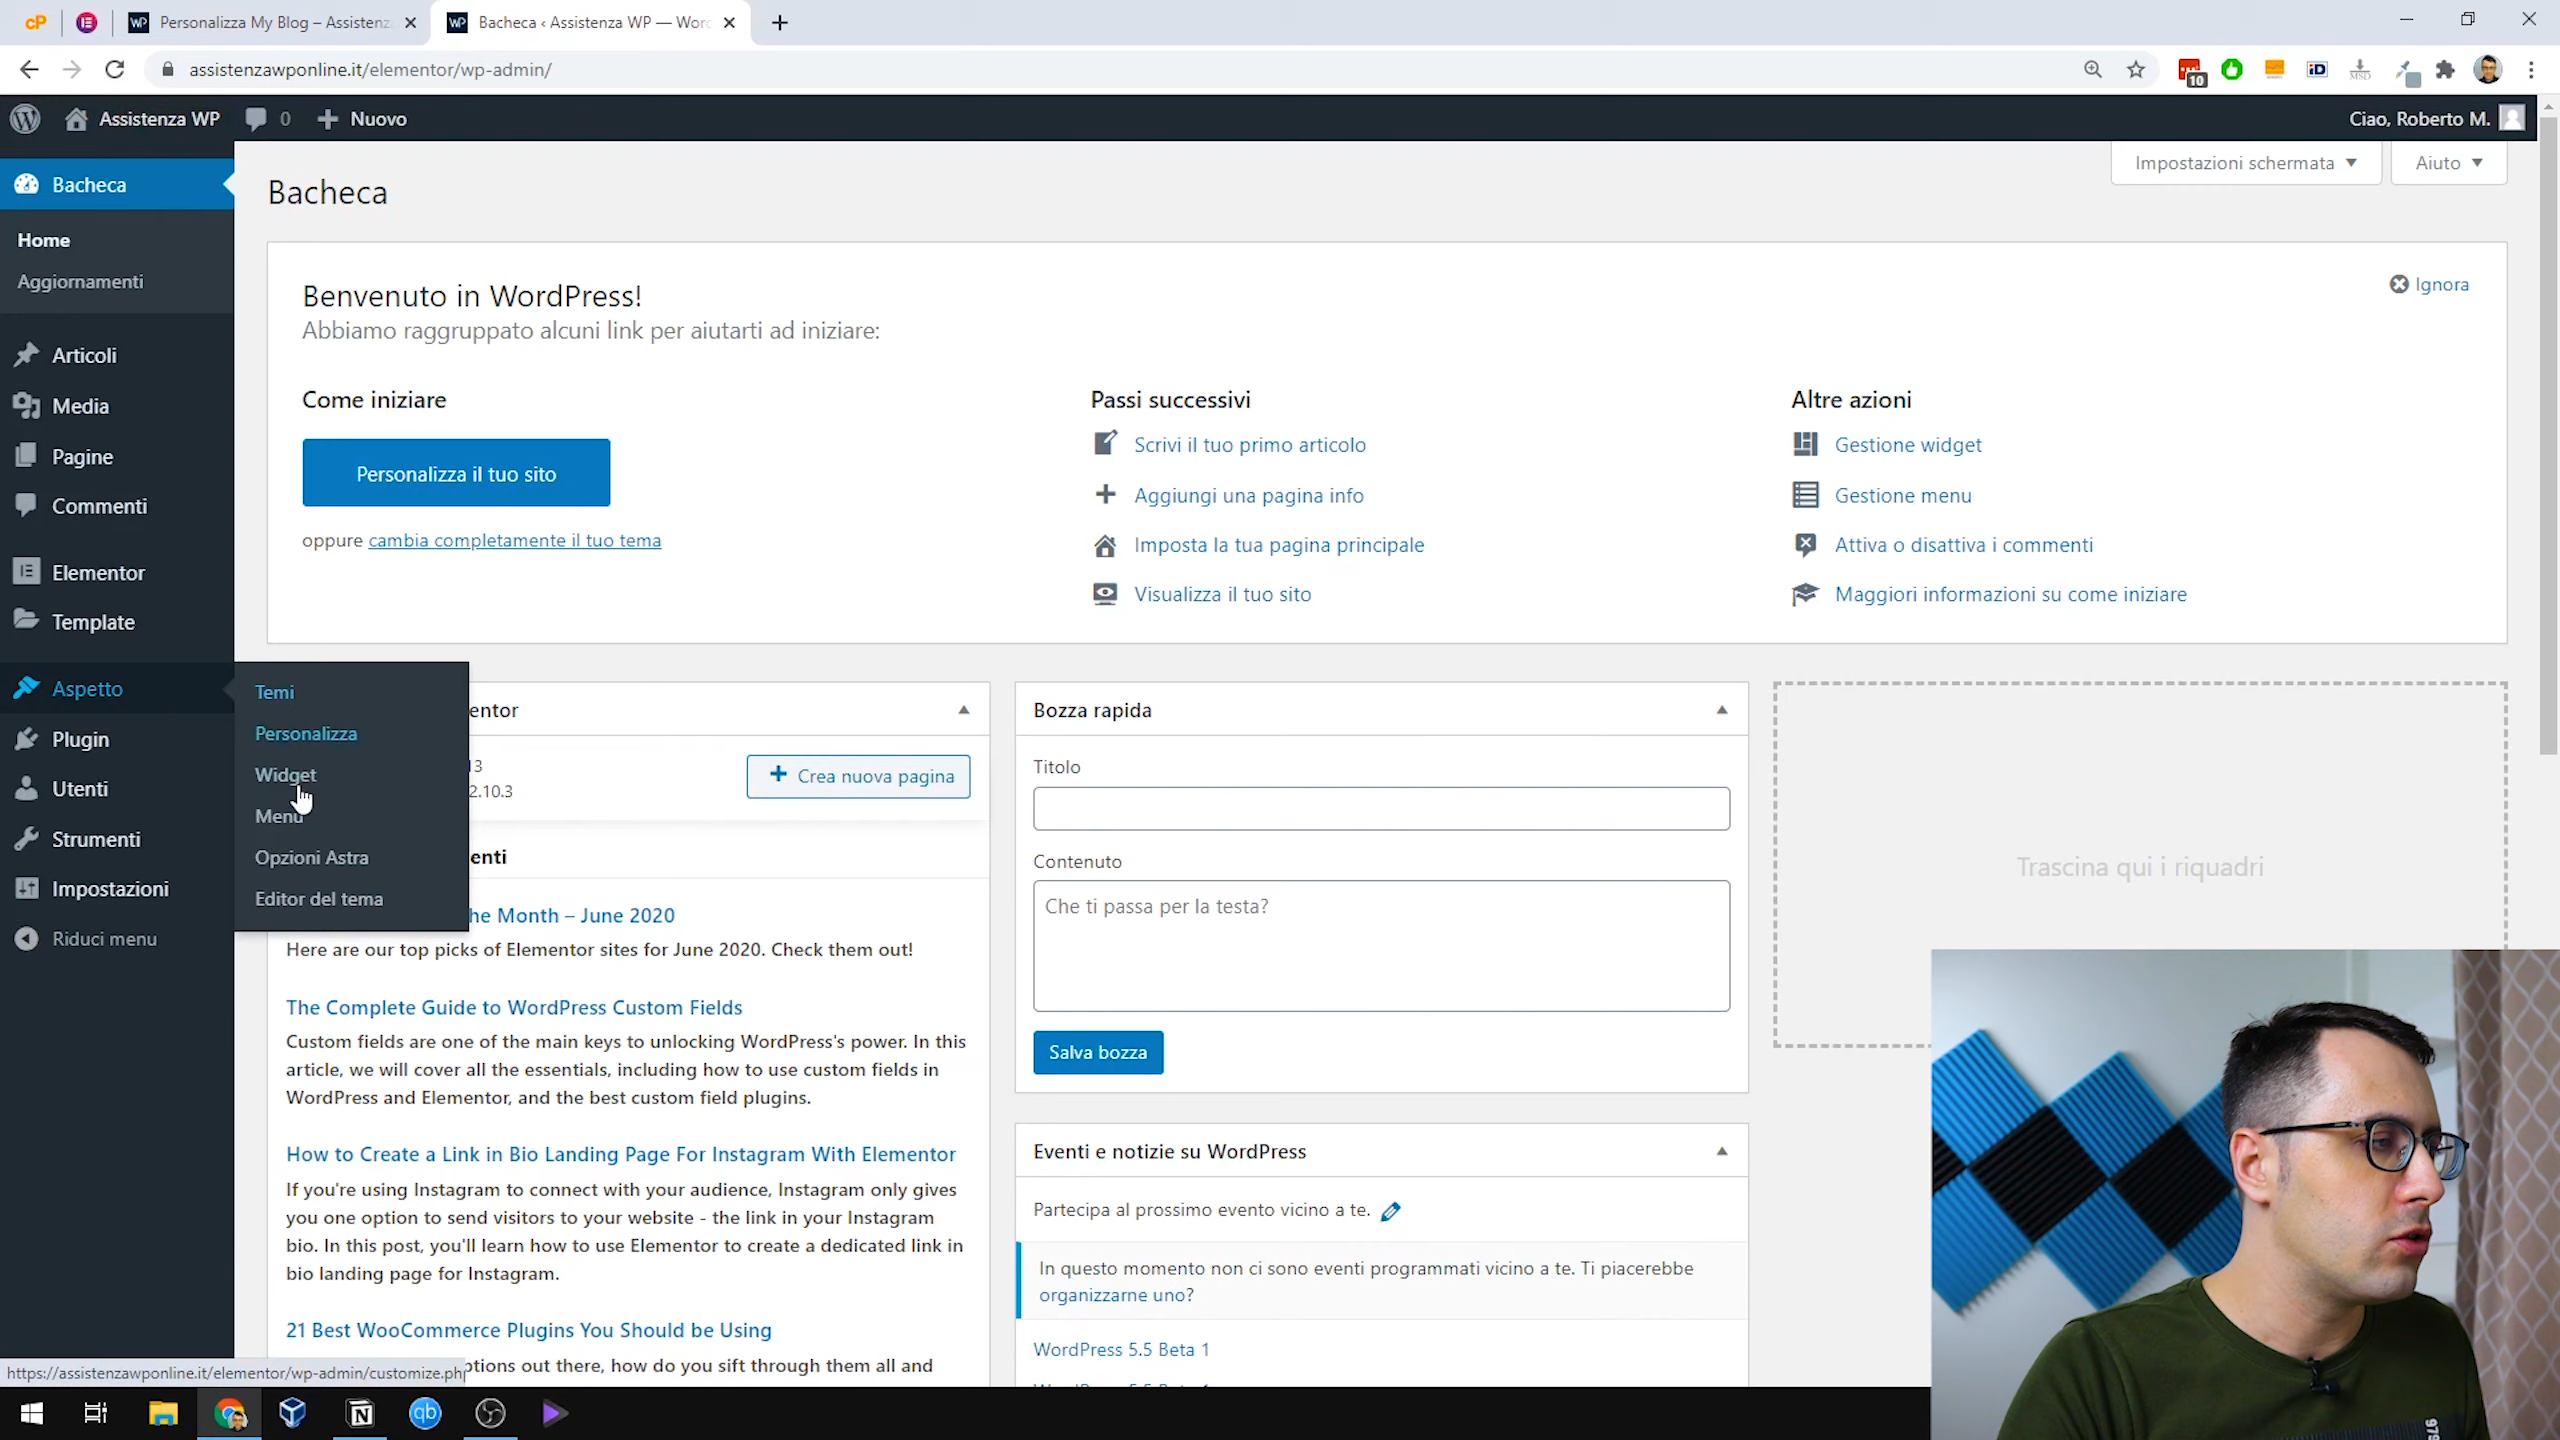 cP
WP Personalizza My Blog – Assistenz
WP Bacheca ‹ Assistenza WP — Wor
assistenzawponline.it/elementor/wp-admin/
10
iD
MSD
Assistenza WP
0
Nuovo
Ciao, Roberto M.
Bacheca
Home
Aggiornamenti
Articoli
Media
Pagine
Commenti
Elementor
Template
Aspetto
Plugin
Utenti
Strumenti
Impostazioni
Riduci menu
Temi
Personalizza
Widget
Menu
Opzioni Astra
Editor del tema
Bacheca
Impostazioni schermata
Aiuto
Benvenuto in WordPress!
Abbiamo raggruppato alcuni link per aiutarti ad iniziare:
Ignora
Come iniziare
Personalizza il tuo sito
oppure cambia completamente il tuo tema
Passi successivi
Scrivi il tuo primo articolo
Aggiungi una pagina info
Imposta la tua pagina principale
Visualizza il tuo sito
Altre azioni
Gestione widget
Gestione menu
Attiva o disattiva i commenti
Maggiori informazioni su come iniziare
entor
13
2.10.3
Crea nuova pagina
enti
he Month – June 2020
Here are our top picks of Elementor sites for June 2020. Check them out!
The Complete Guide to WordPress Custom Fields
Custom fields are one of the main keys to unlocking WordPress's power. In this
article, we will cover all the essentials, including how to use custom fields in
WordPress and Elementor, and the best custom field plugins.
How to Create a Link in Bio Landing Page For Instagram With Elementor
If you're using Instagram to connect with your audience, Instagram only gives
you one option to send visitors to your website - the link in your Instagram
bio. In this post, you'll learn how to use Elementor to create a dedicated link in
bio landing page for Instagram.
21 Best WooCommerce Plugins You Should be Using
ptions out there, how do you sift through them all and
Bozza rapida
Titolo
Contenuto
Che ti passa per la testa?
Salva bozza
Eventi e notizie su WordPress
Partecipa al prossimo evento vicino a te.
In questo momento non ci sono eventi programmati vicino a te. Ti piacerebbe
organizzarne uno?
WordPress 5.5 Beta 1
Trascina qui i riquadri
https://assistenzawponline.it/elementor/wp-admin/customize.ph
N
qb
979